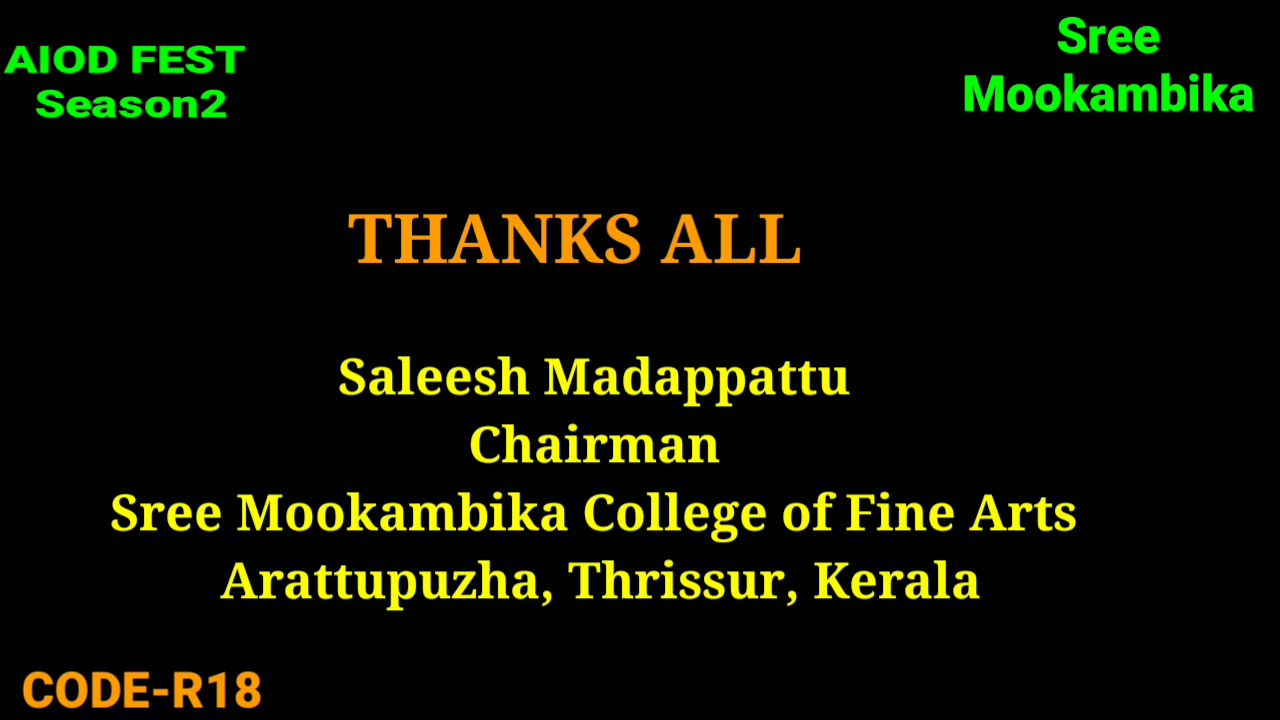 AIOD FEST
Season2
Sree
Mookambika
THANKS ALL
Saleesh Madappattu
Chairman
Sree Mookambika College of Fine Arts
Arattupuzha, Thrissur, Kerala
CODE-R18